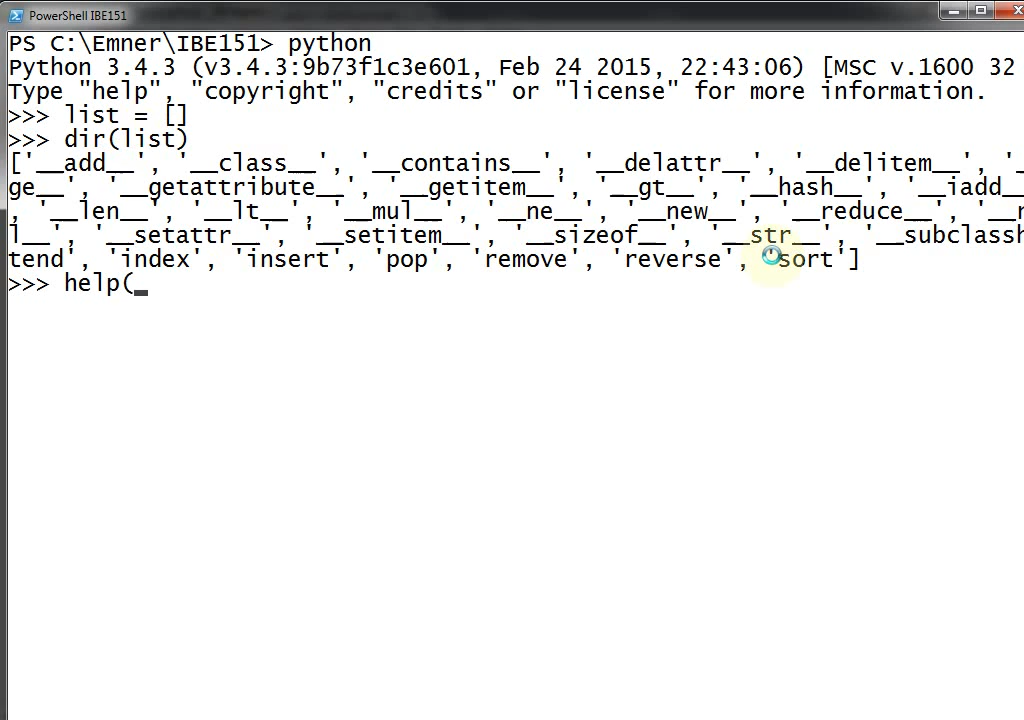 PowerShell IBE151
PS C:\Emner\IBE151> python
Python 3.4.3 (v3.4.3:9b73f1c3e601, Feb 24 2015, 22:43:06) [MSC v.1600 32
Type "help", "copyright", "credits" or "license" for more information.
>>> list = []
>>> dir(list)
['__add__', '__class__', '__contains__', '__delattr__', '__delitem__', '_
ge__', '__getattribute__', '__getitem__', '__gt__', '__hash__', '__iadd__
, '__len__', '__lt__', '__mul__', '__ne__', '__new__', '__reduce__', '__r
l__', '__setattr__', '__setitem__', '__sizeof__', '__str__', '__subclassh
tend', 'index', 'insert', 'pop', 'remove', 'reverse', 'sort']
>>> help(